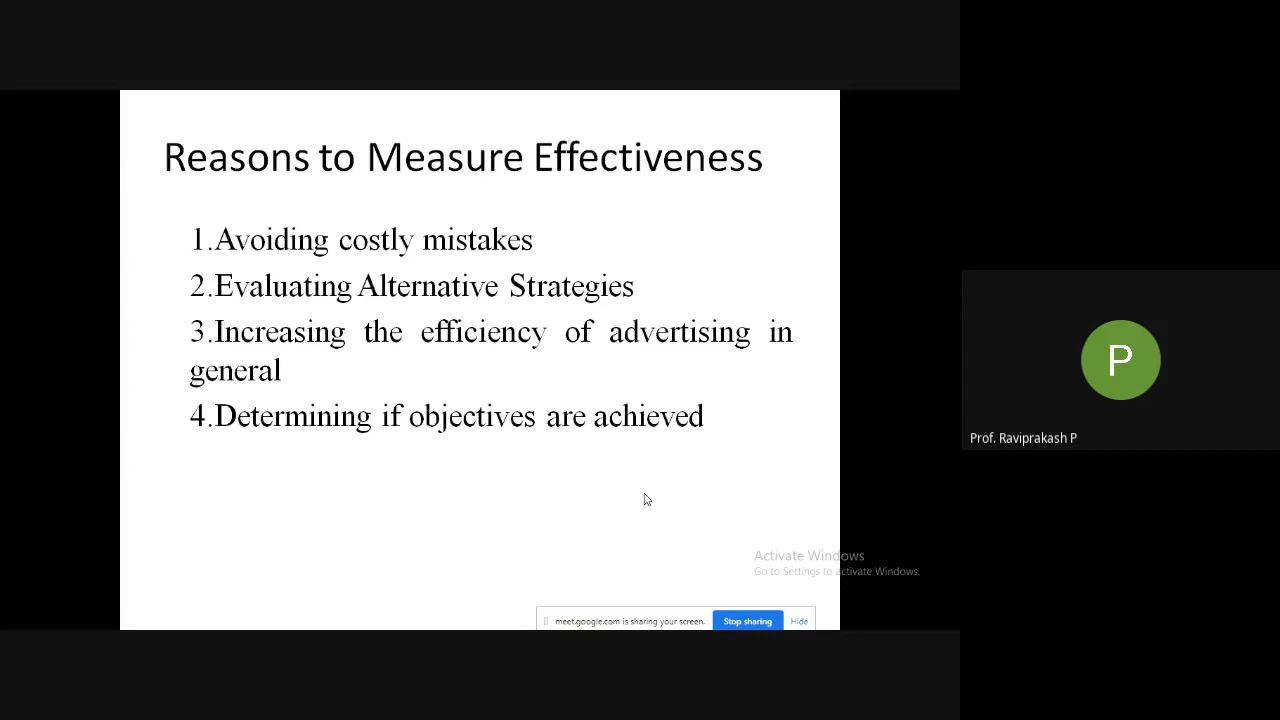 Reasons to Measure Effectiveness
1.Avoiding costly mistakes
2.Evaluating Alternative Strategies
3.Increasing the efficiency of advertising in
general
4.Determining if objectives are achieved
P
Prof. Raviprakash P
Activate Windows
Go to Settings to activate Windows.
meet.google.com is sharing your screen. Stop sharing Hide